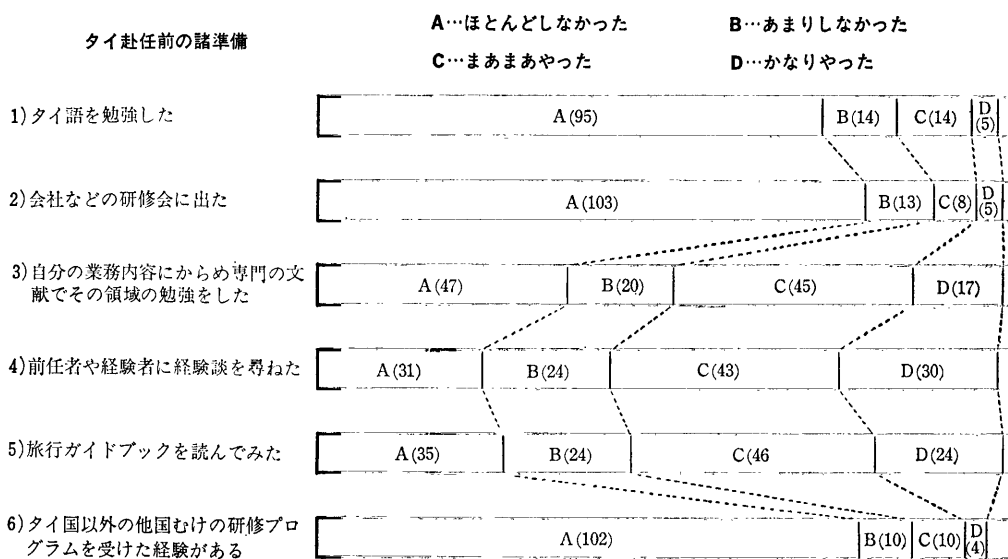 タイ赴任前の諸準備
A…ほとんどしなかった B…あまりしなかった
C…まあまあやった D…かなりやった
1)タイ語を勉強した A(95) B(14) C(14) D(5)
2)会社などの研修会に出た A(103) B(13) C(8) D(5)
3)自分の業務内容にからめ専門の文
献でその領域の勉強をした A(47) B(20) C(45) D(17)
4)前任者や経験者に経験談を尋ねた A(31) B(24) C(43) D(30)
5)旅行ガイドブックを読んでみた A(35) B(24) C(46 D(24)
6)タイ国以外の他国むけの研修プロ
グラムを受けた経験がある A(102) B(10) C(10) D(4)